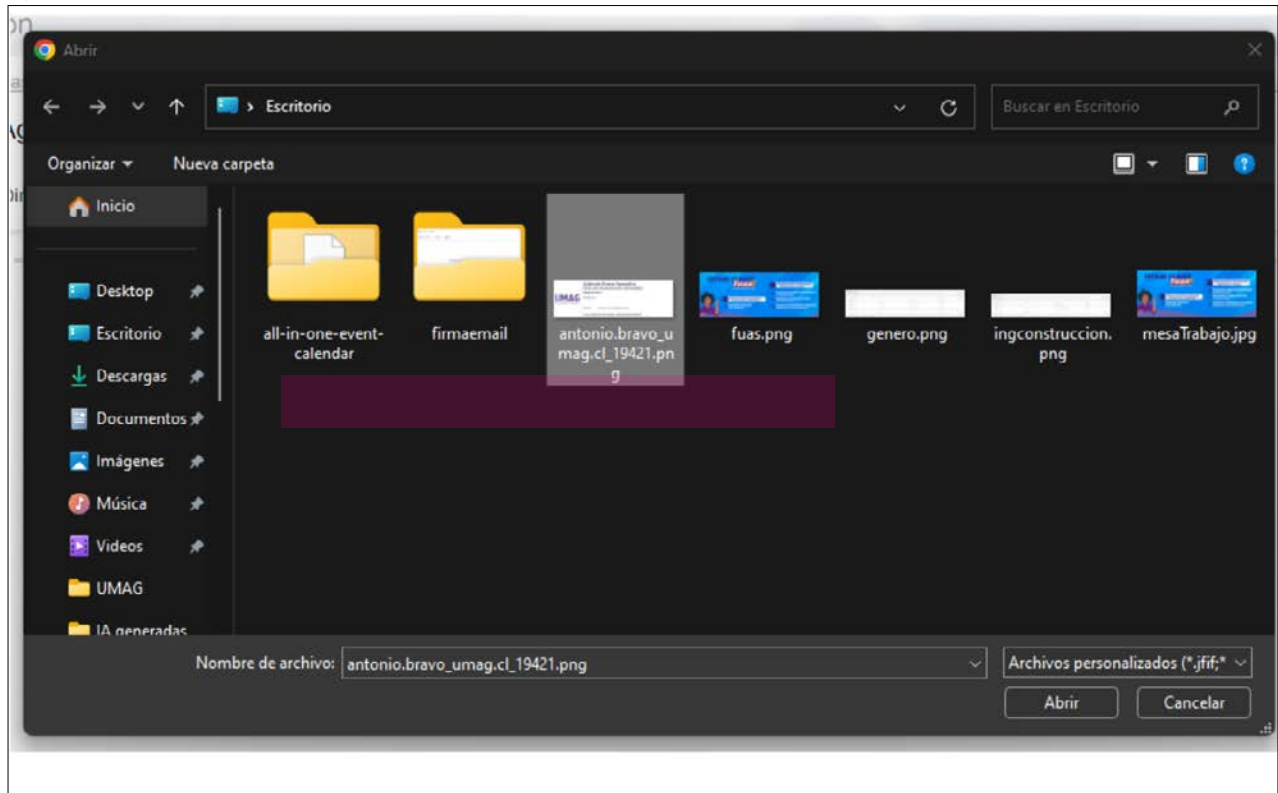 Abrir
Escritorio
Buscar en Escritorio
Organizar
Nueva carpeta
Inicio
Desktop
Escritorio
Descargas
Documentos
Imágenes
Música
Videos
UMAG
IA generadas
all-in-one-event-
calendar
firmaemail
UMAG
antonio.bravo_u
mag.cl_19421.pn
g
fuas.png
genero.png
ingconstruccion.
png
mesaTrabajo.jpg
Nombre de archivo:
antonio.bravo_umag.cl_19421.png
Archivos personalizados (*.jfif;*
Abrir
Cancelar